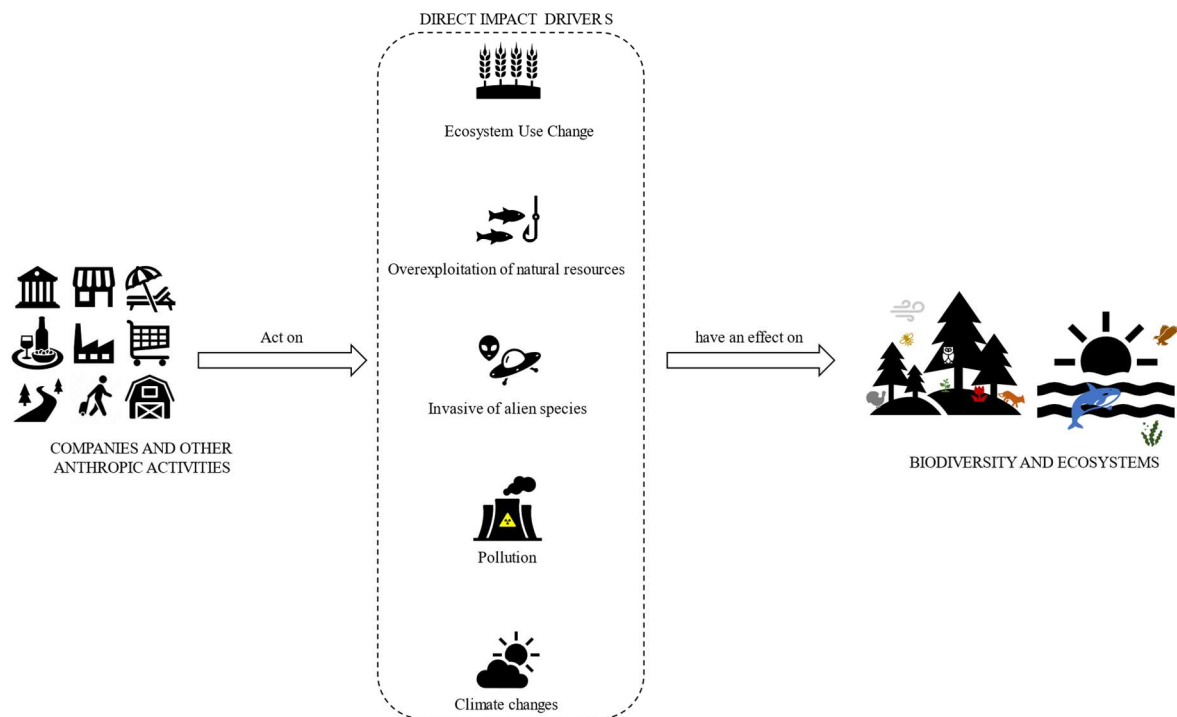 DIRECT IMPACT DRIVERS
Ecosystem Use Change
Overexploitation of natural resources
Invasive of alien species
Pollution
Climate changes
COMPANIES AND OTHER
ANTHROPIC ACTIVITIES
Act on
have an effect on
BIODIVERSITY AND ECOSYSTEMS